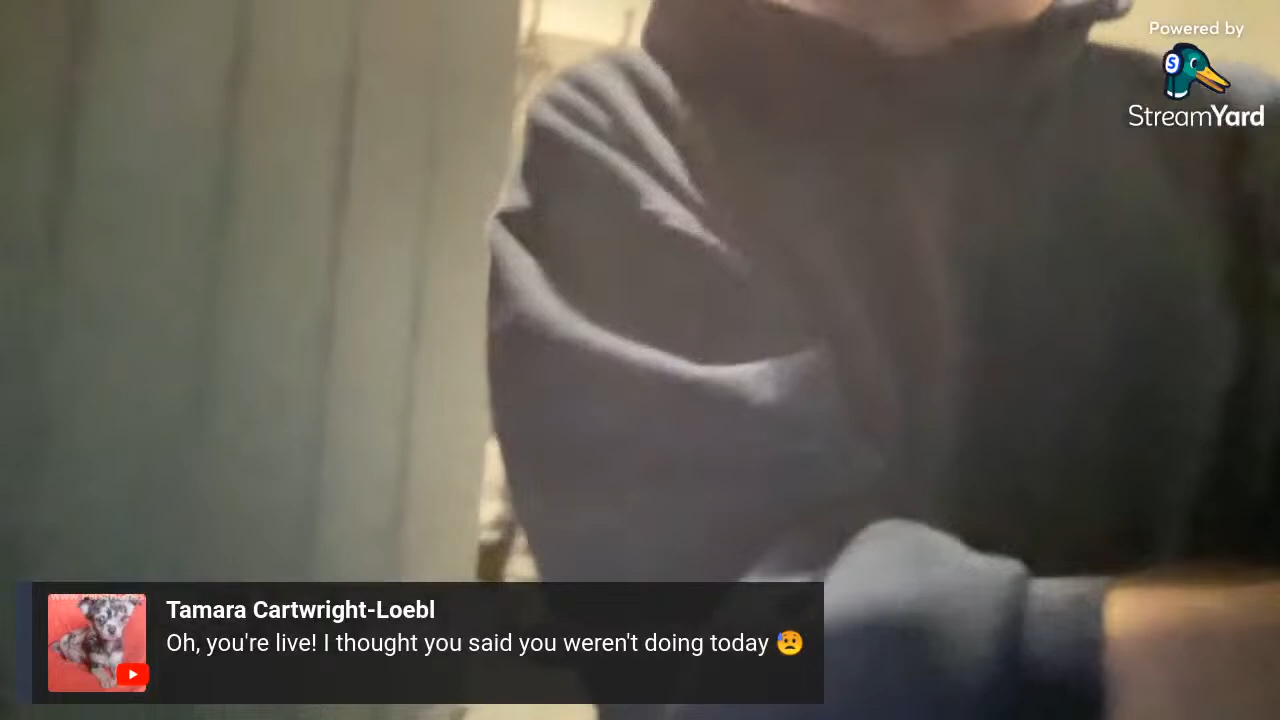 Powered by
StreamYard
Tamara Cartwright-Loebl
Oh, you're live! I thought you said you weren't doing today 😥